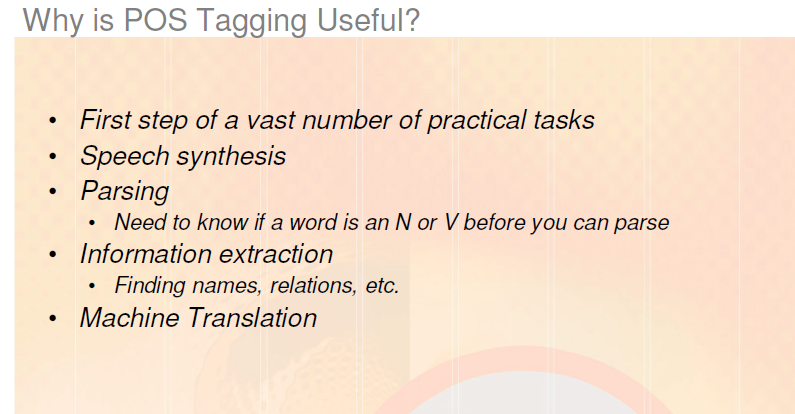 Why is POS Tagging Useful?
• First step of a vast number of practical tasks
• Speech synthesis
• Parsing
• Need to know if a word is an N or V before you can parse
• Information extraction
• Finding names, relations, etc.
• Machine Translation